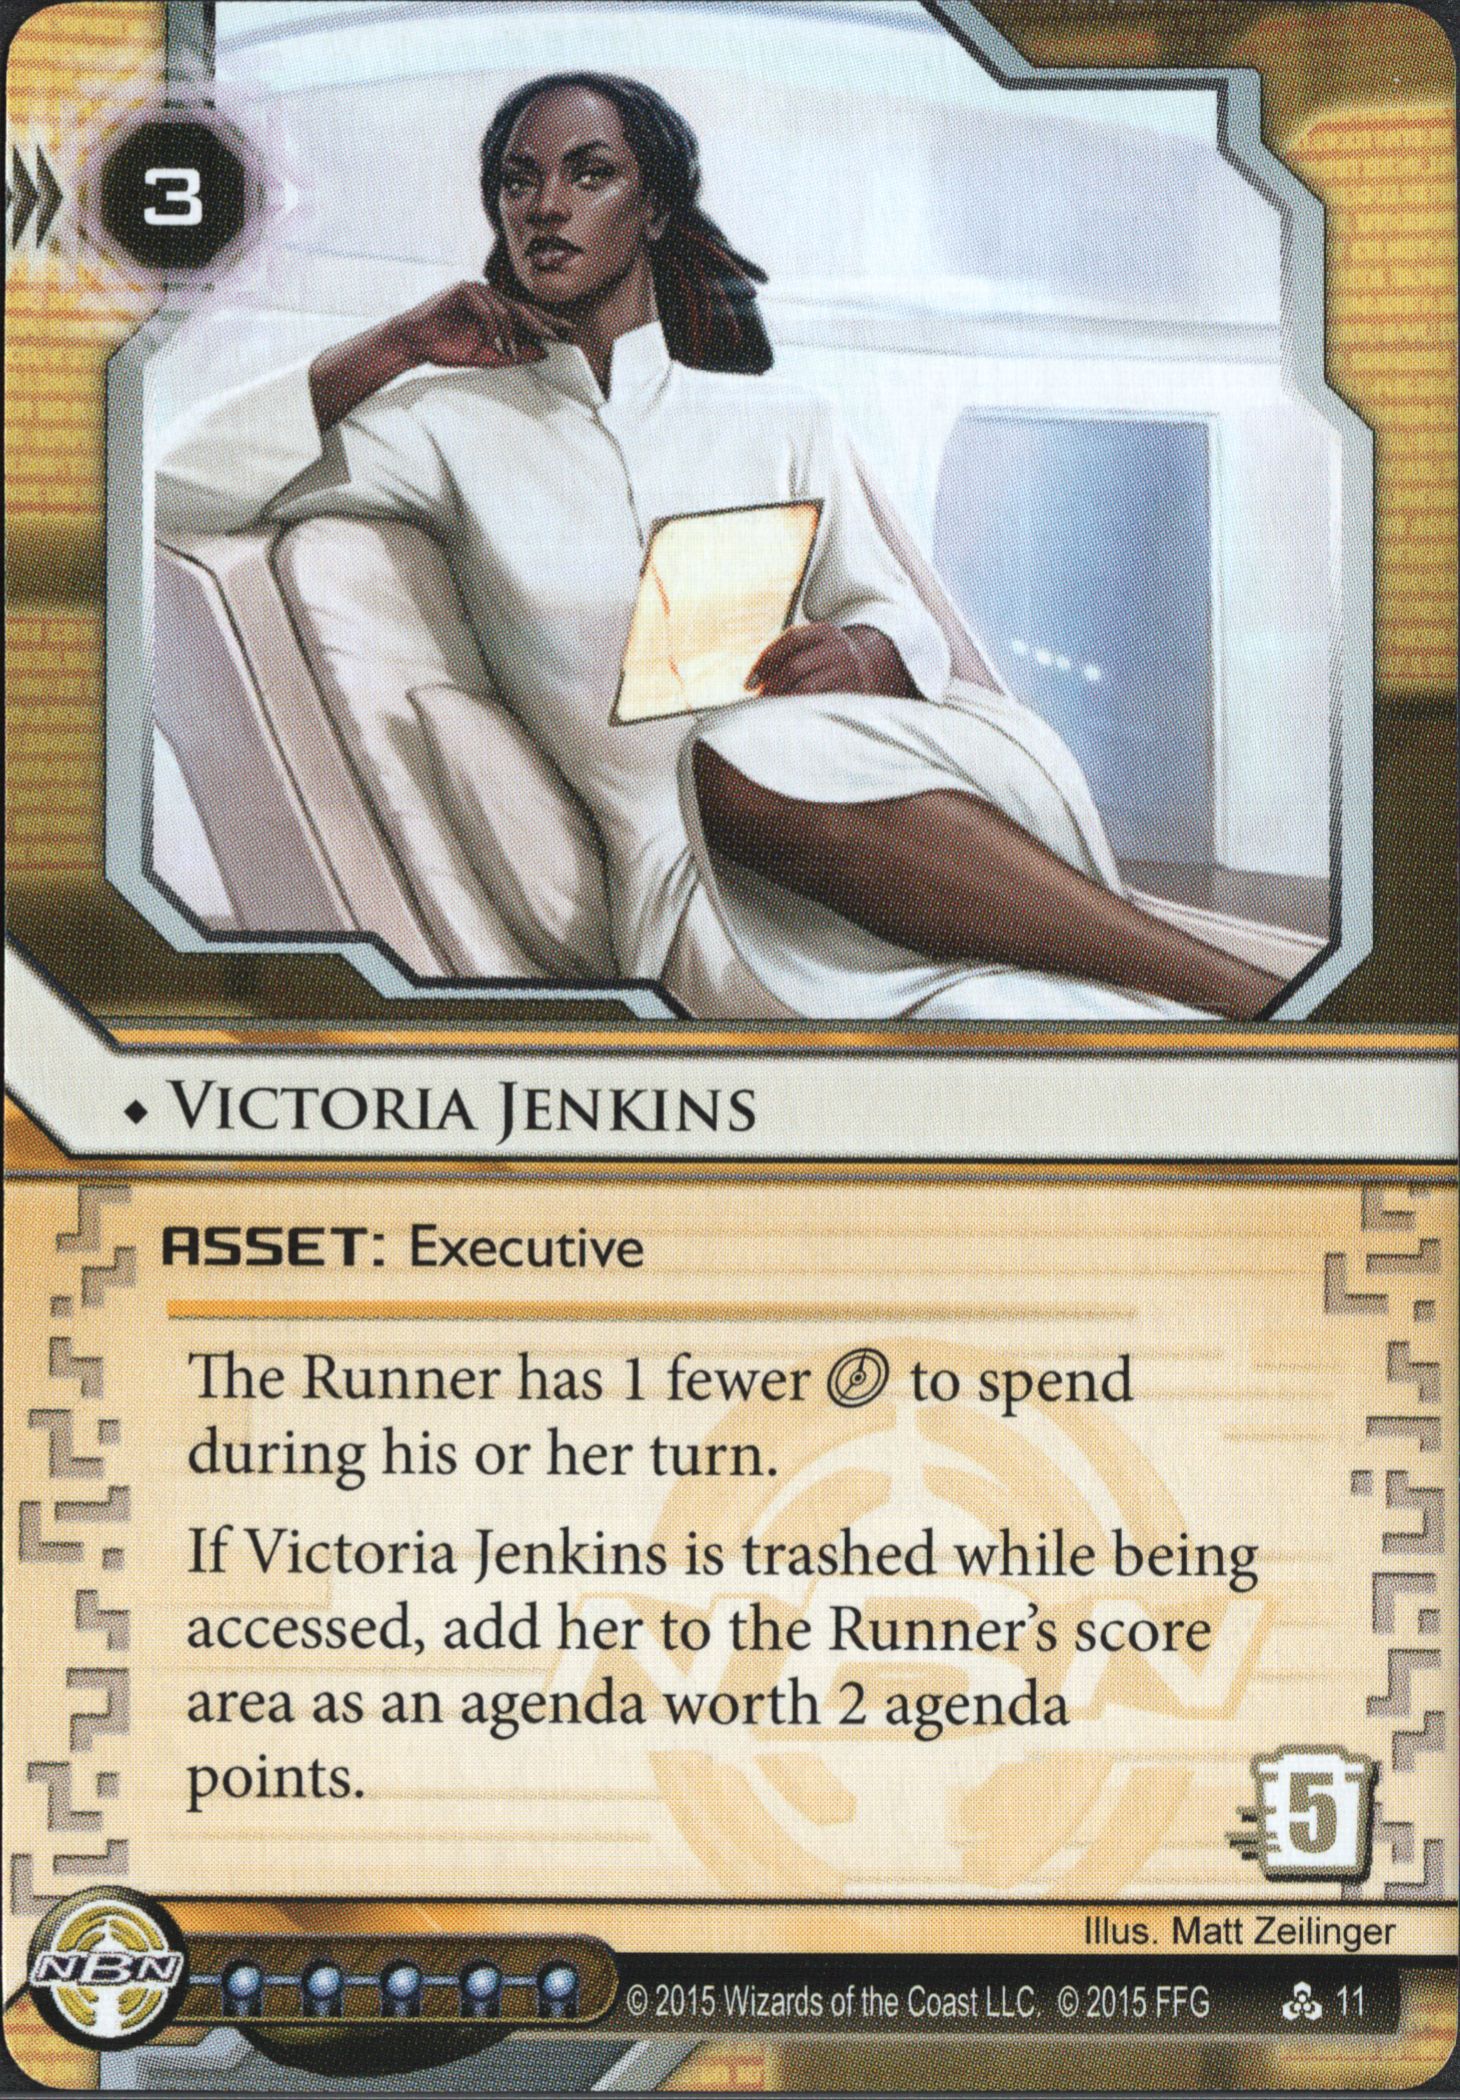 3
VICTORIA JENKINS
ASSET: Executive
The Runner has 1 fewer to spend
during his or her turn.
If Victoria Jenkins is trashed while being
accessed, add her to the Runner's score
area as an agenda worth 2 agenda
points.
5
Illus. Matt Zeilinger
NBN
© 2015 Wizards of the Coast LLC. © 2015 FFG
11
NBN